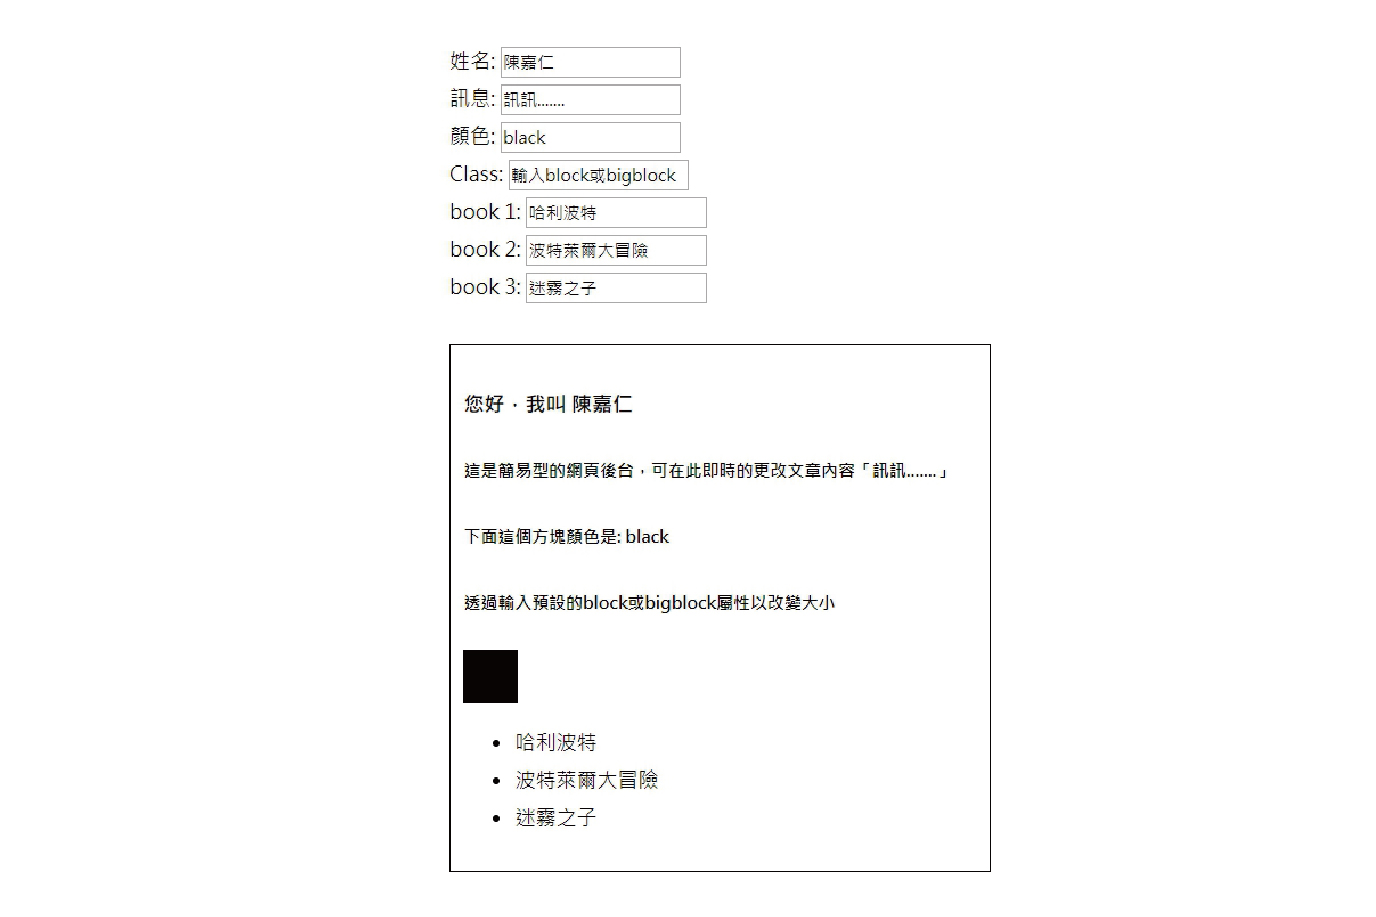 姓名: 陳嘉仁
訊息: 訊訊........
顏色: black
Class: 輸入block或bigblock
book 1: 哈利波特
book 2: 波特萊爾大冒險
book 3: 迷霧之子
您好，我叫 陳嘉仁
這是簡易型的網頁後台，可在此即時的更改文章內容「訊訊........」
下面這個方塊顏色是: black
透過輸入預設的block或bigblock屬性以改變大小
• 哈利波特
• 波特萊爾大冒險
• 迷霧之子